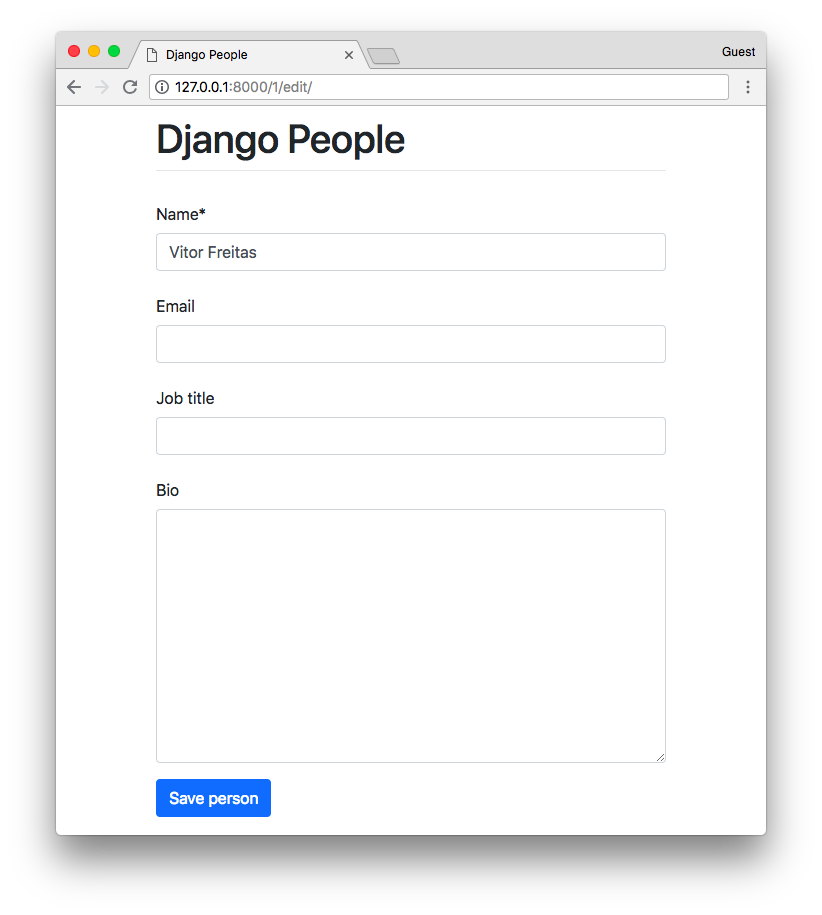 Django People
Guest
127.0.0.1:8000/1/edit/
Django People
Name*
Vitor Freitas
Email
Job title
Bio
Save person